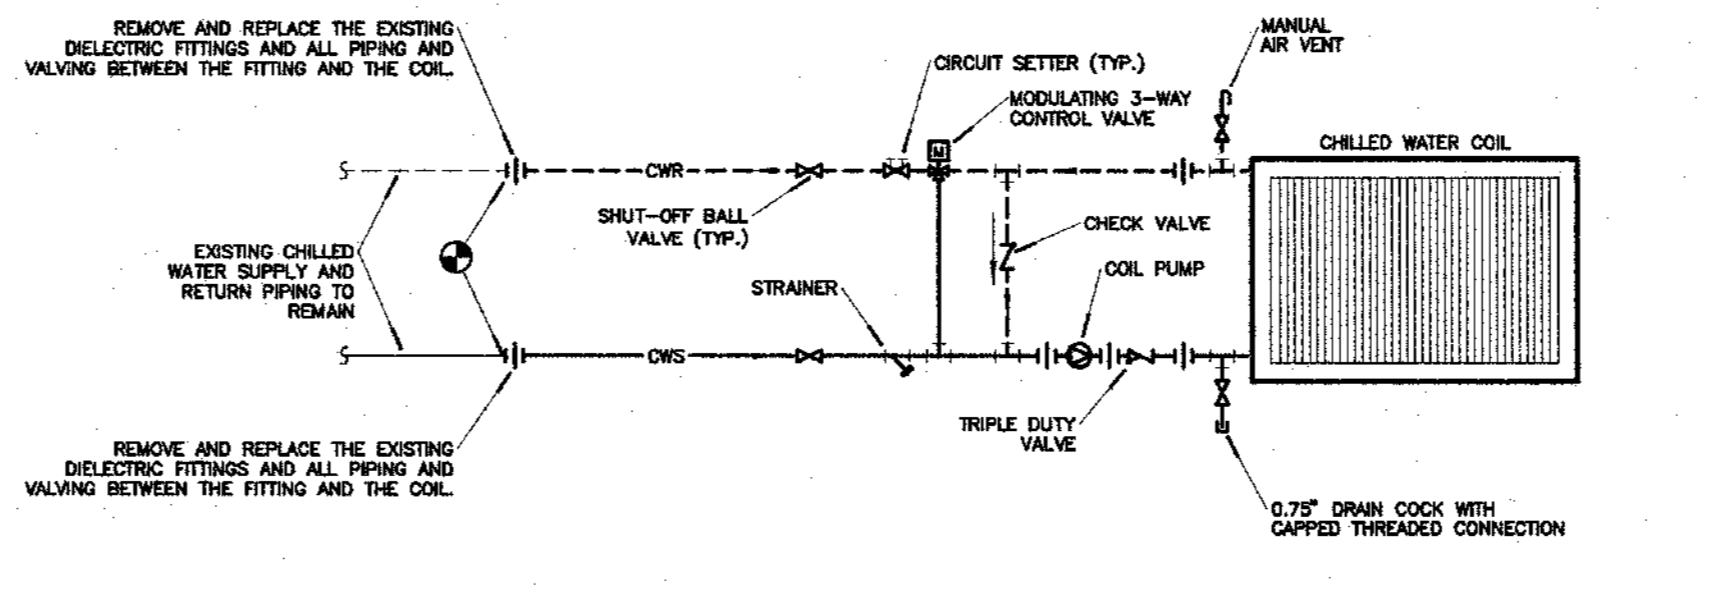 REMOVE AND REPLACE THE EXISTING
DIELECTRIC FITTINGS AND ALL PIPING AND
VALVING BETWEEN THE FITTING AND THE COIL.
MANUAL
AIR VENT
CIRCUIT SETTER (TYP.)
MODULATING 3-WAY
CONTROL VALVE
M
CHILLED WATER COIL
CWR
SHUT-OFF BALL
VALVE (TYP.)
CHECK VALVE
EXISTING CHILLED
WATER SUPPLY AND
RETURN PIPING TO
REMAIN
COIL PUMP
STRAINER
CWS
TRIPLE DUTY
VALVE
REMOVE AND REPLACE THE EXISTING
DIELECTRIC FITTINGS AND ALL PIPING AND
VALVING BETWEEN THE FITTING AND THE COIL.
0.75" DRAIN COCK WITH
CAPPED THREADED CONNECTION